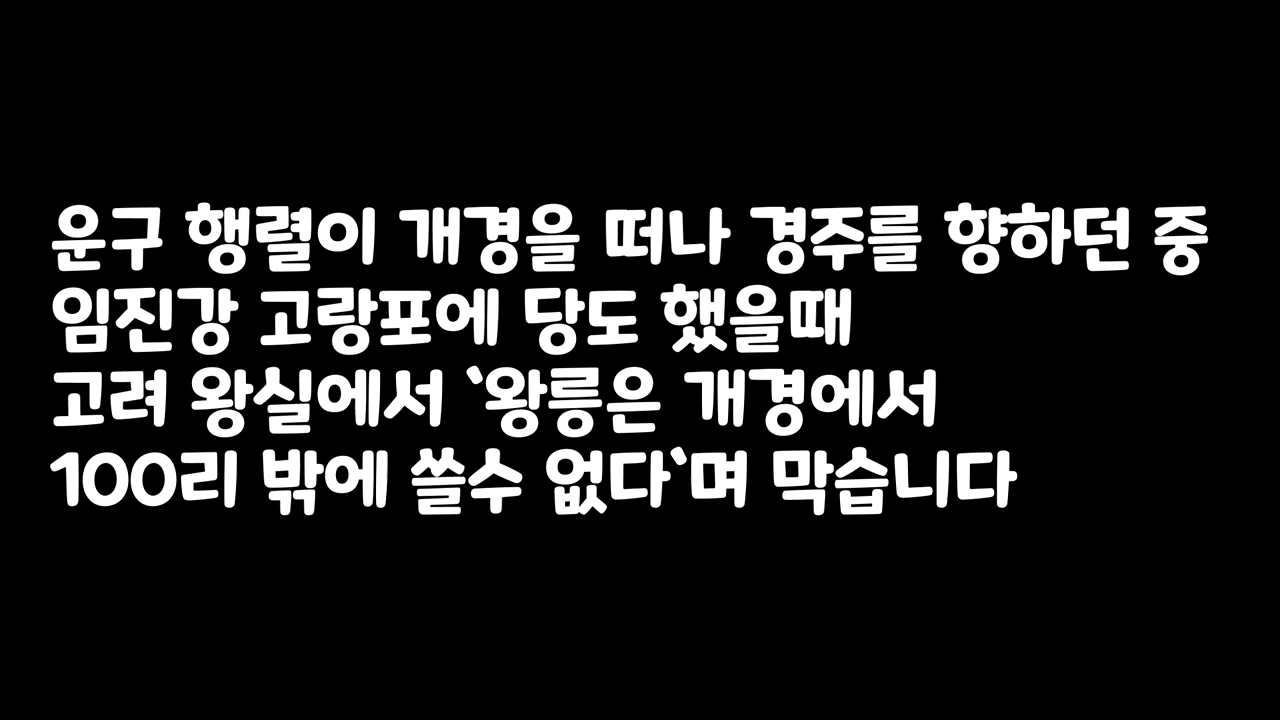 운구 행렬이 개경을 떠나 경주를 향하던 중
임진강 고랑포에 당도 했을때
고려 왕실에서 `왕릉은 개경에서
100리 밖에 쓸수 없다`며 막습니다